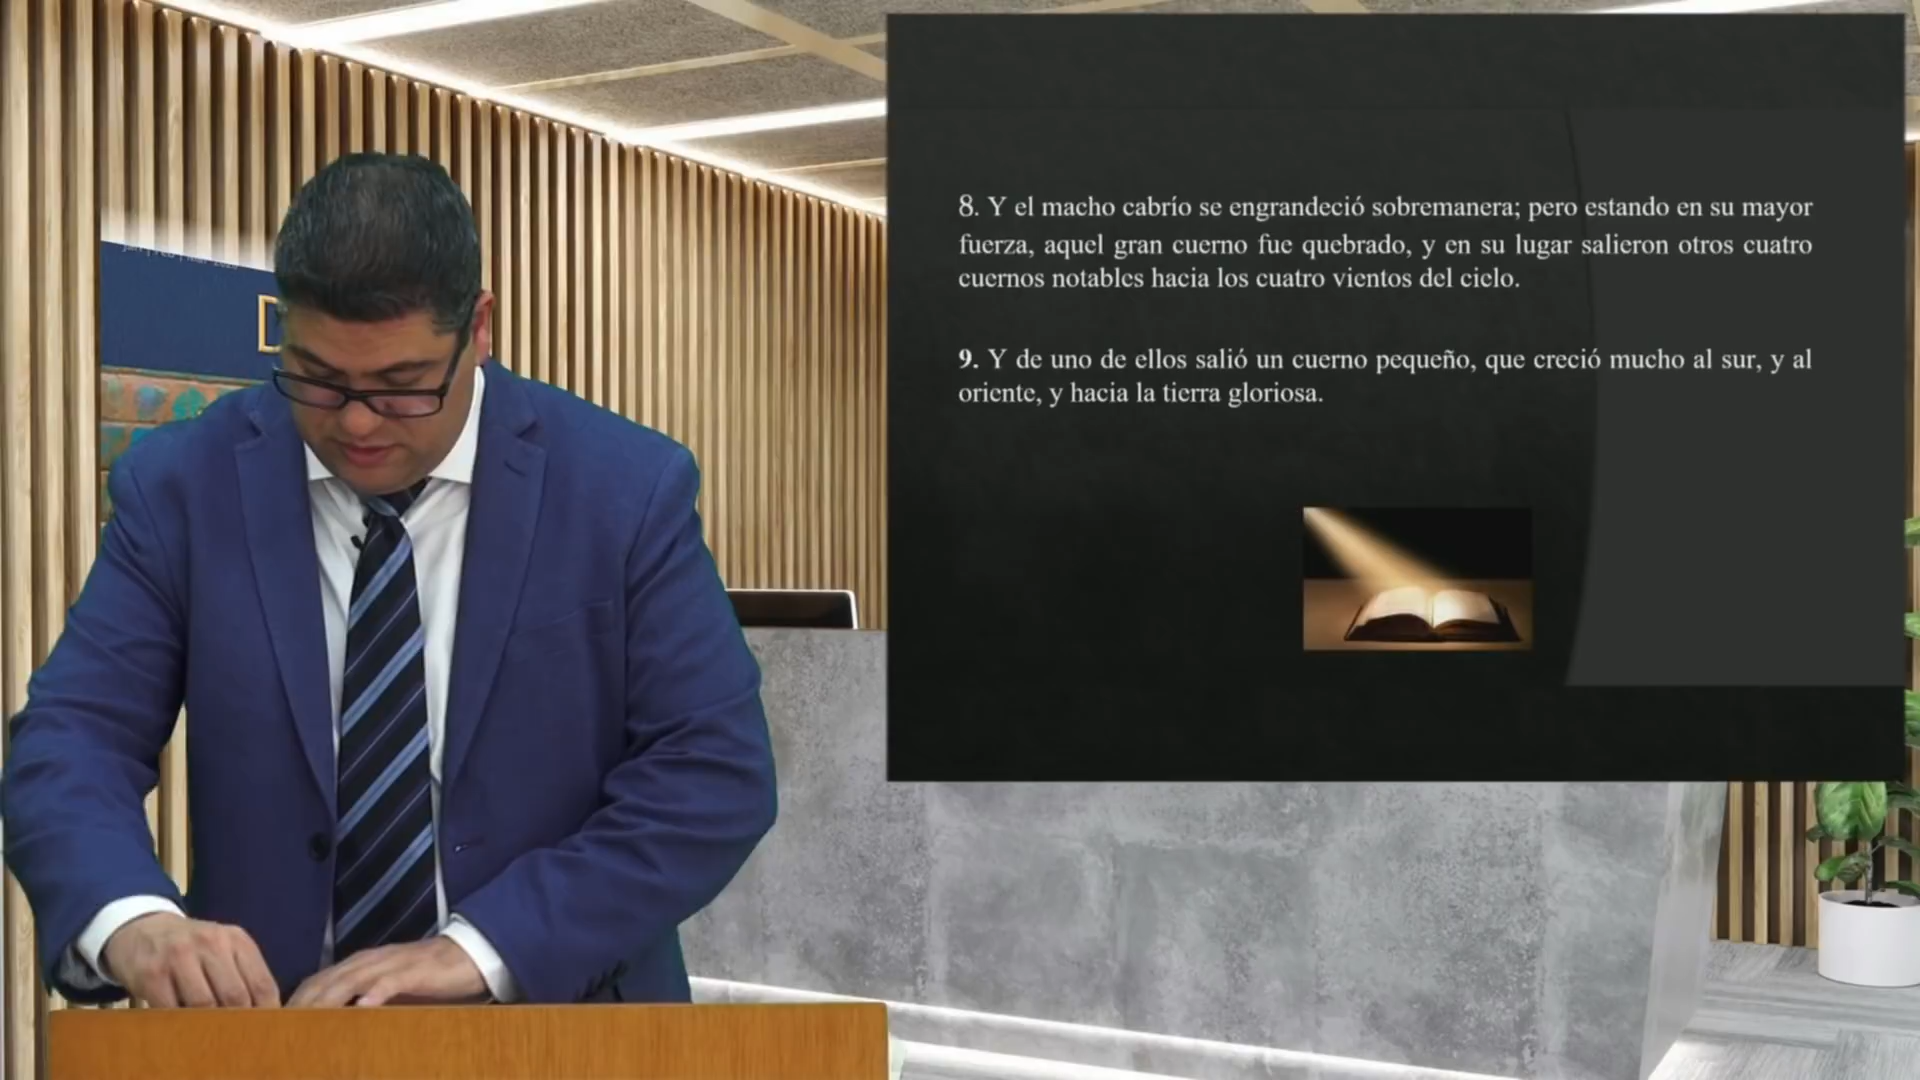 D
8. Y el macho cabrío se engrandeció sobremanera; pero estando en su mayor
fuerza, aquel gran cuerno fue quebrado, y en su lugar salieron otros cuatro
cuernos notables hacia los cuatro vientos del cielo.
9. Y de uno de ellos salió un cuerno pequeño, que creció mucho al sur, y al
oriente, y hacia la tierra gloriosa.